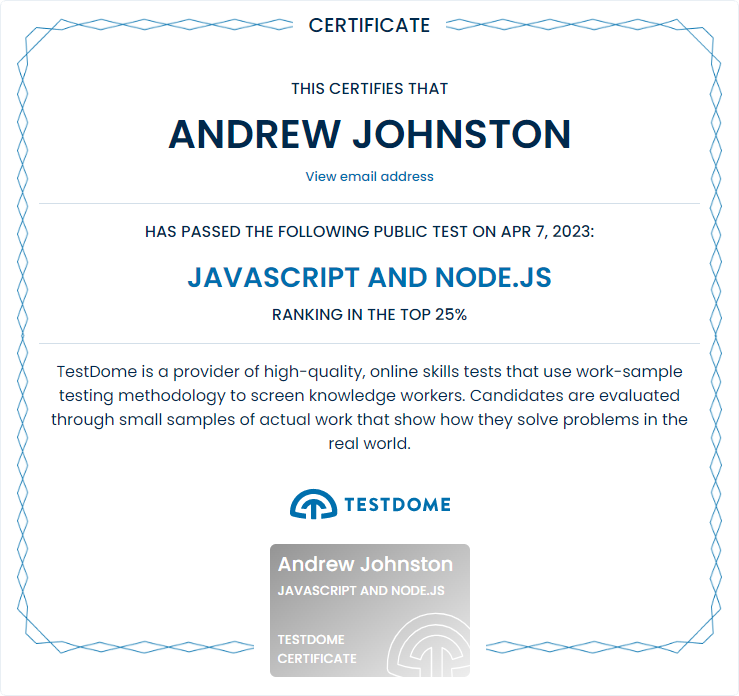 CERTIFICATE
THIS CERTIFIES THAT
ANDREW JOHNSTON
View email address
HAS PASSED THE FOLLOWING PUBLIC TEST ON APR 7, 2023:
JAVASCRIPT AND NODE.JS
RANKING IN THE TOP 25%
TestDome is a provider of high-quality, online skills tests that use work-sample
testing methodology to screen knowledge workers. Candidates are evaluated
through small samples of actual work that show how they solve problems in the
real world.
TESTDOME
Andrew Johnston
JAVASCRIPT AND NODE.JS
TESTDOME
CERTIFICATE